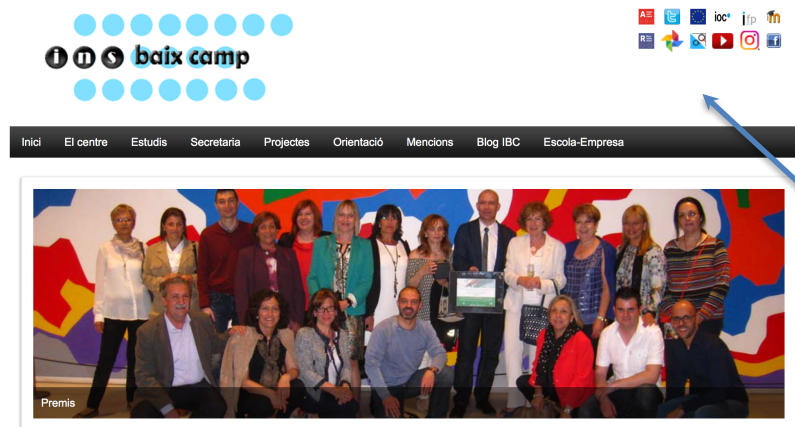 ins baix camp
ioc ifp
Inici El centre Estudis Secretaria Projectes Orientació Mencions Blog IBC Escola-Empresa
Premis